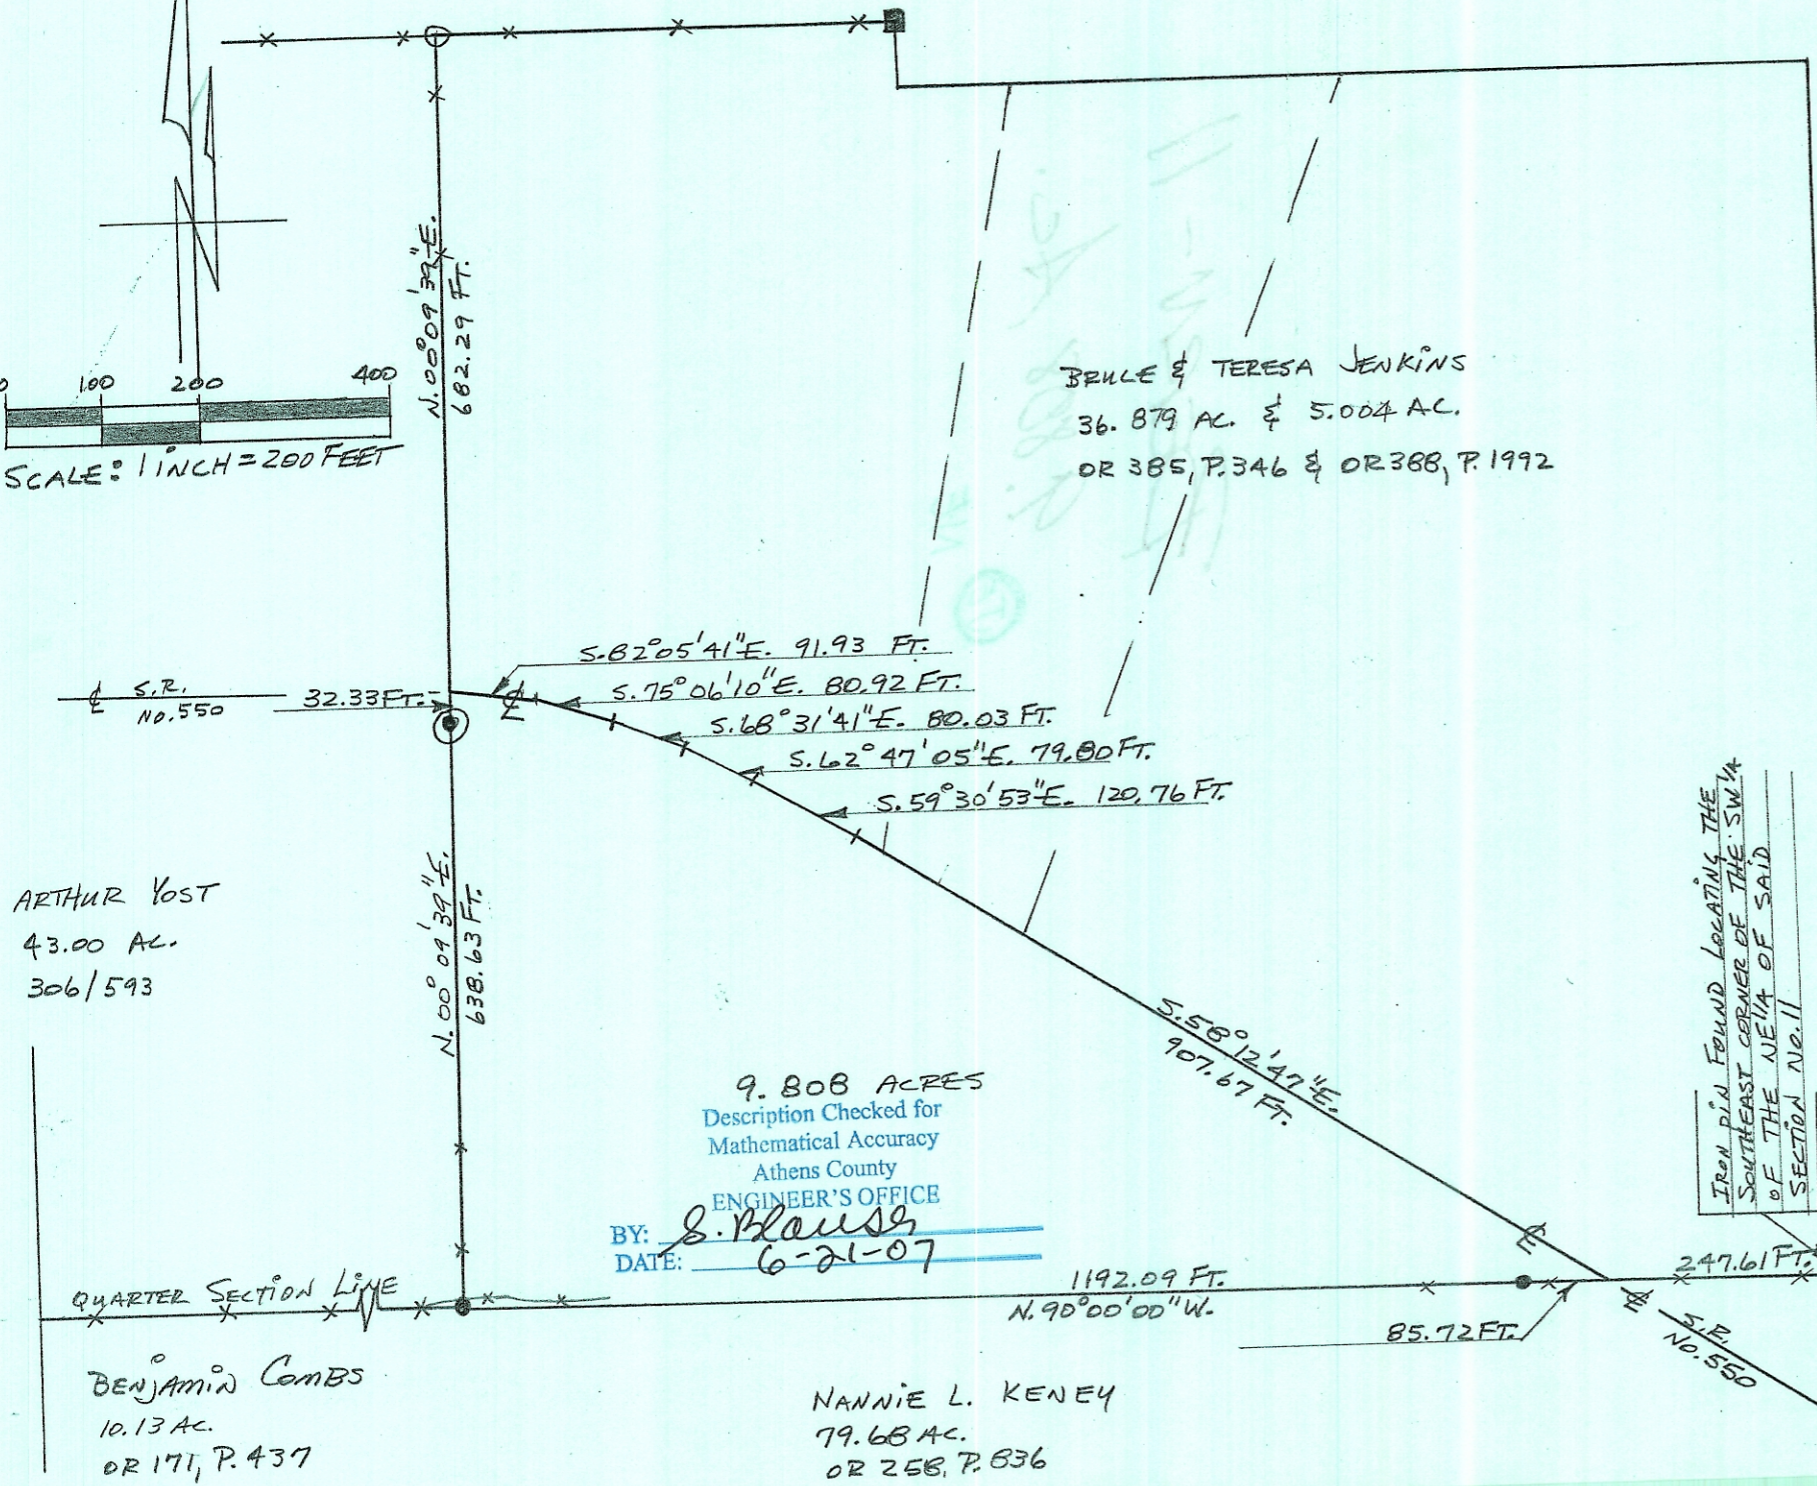 N.00°09'39"E.
682.29 FT.
0 100 200 400
SCALE: 1 INCH = 200 FEET
BRUCE & TERESA JENKINS
36.879 AC. & 5.004 AC.
OR 385, P.346 & OR 388, P.1992
S.82°05'41"E. 91.93 FT.
S.75°06'10"E. 80.92 FT.
S.68°31'41"E. 80.03 FT.
S.62°47'05"E. 79.80 FT.
S.59°30'53"E. 120.76 FT.
℄ S.R.
No.550
32.33 FT.
℄
ARTHUR YOST
43.00 AC.
306/593
N.00°09'39"E.
638.63 FT.
S.58°12'47"E.
907.67 FT.
IRON PIN FOUND LOCATING THE
SOUTHEAST CORNER OF THE SW1/4
OF THE NE1/4 OF SAID
SECTION NO.11
9.808 ACRES
Description Checked for
Mathematical Accuracy
Athens County
ENGINEER'S OFFICE
BY: S. Blauser
DATE: 6-21-07
℄
QUARTER SECTION LINE
1192.09 FT.
N.90°00'00"W.
247.61 FT.
85.72 FT.
℄ S.R.
No.550
BENJAMIN COMBS
10.13 AC.
OR 171, P.437
NANNIE L. KENEY
79.68 AC.
OR 258, P.836